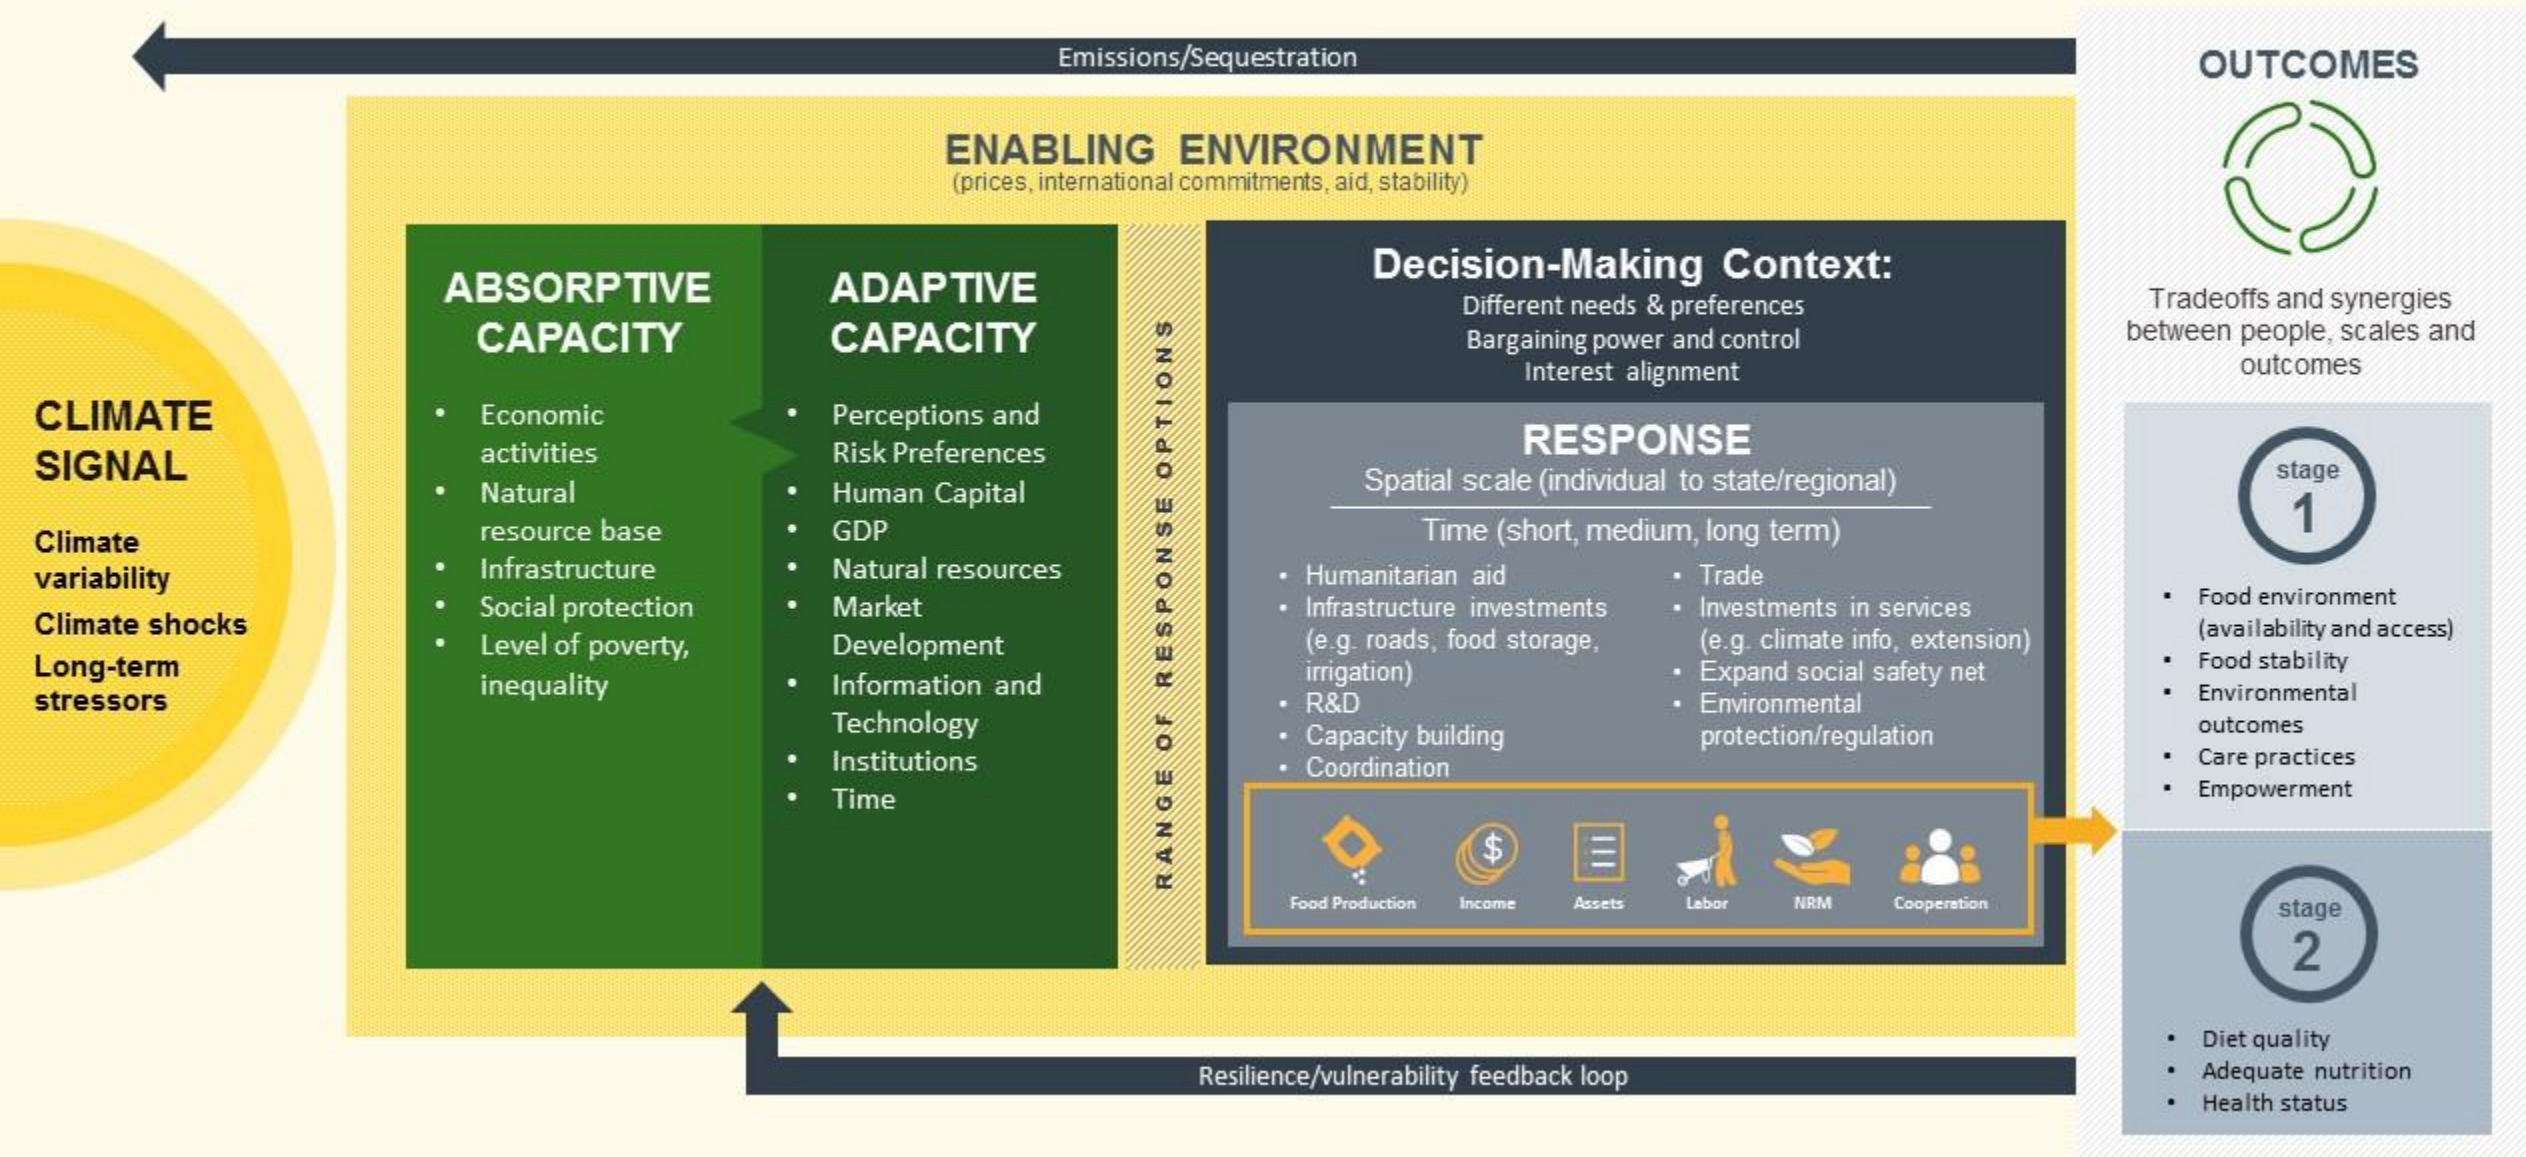 Emissions/Sequestration
ENABLING ENVIRONMENT
(prices, international commitments, aid, stability)
CLIMATE
SIGNAL
Climate
variability
Climate shocks
Long-term
stressors
ABSORPTIVE
CAPACITY
• Economic
activities
• Natural
resource base
• Infrastructure
• Social protection
• Level of poverty,
inequality
ADAPTIVE
CAPACITY
• Perceptions and
Risk Preferences
• Human Capital
• GDP
• Natural resources
• Market
Development
• Information and
Technology
• Institutions
• Time
RANGE OF RESPONSE OPTIONS
Decision-Making Context:
Different needs & preferences
Bargaining power and control
Interest alignment
RESPONSE
Spatial scale (individual to state/regional)
Time (short, medium, long term)
• Humanitarian aid
• Infrastructure investments
(e.g. roads, food storage,
irrigation)
• R&D
• Capacity building
• Coordination
• Trade
• Investments in services
(e.g. climate info, extension)
• Expand social safety net
• Environmental
protection/regulation
$
Food Production
Income
Assets
Labor
NRM
Cooperation
Resilience/vulnerability feedback loop
OUTCOMES
Tradeoffs and synergies
between people, scales and
outcomes
stage
1
• Food environment
(availability and access)
• Food stability
• Environmental
outcomes
• Care practices
• Empowerment
stage
2
• Diet quality
• Adequate nutrition
• Health status